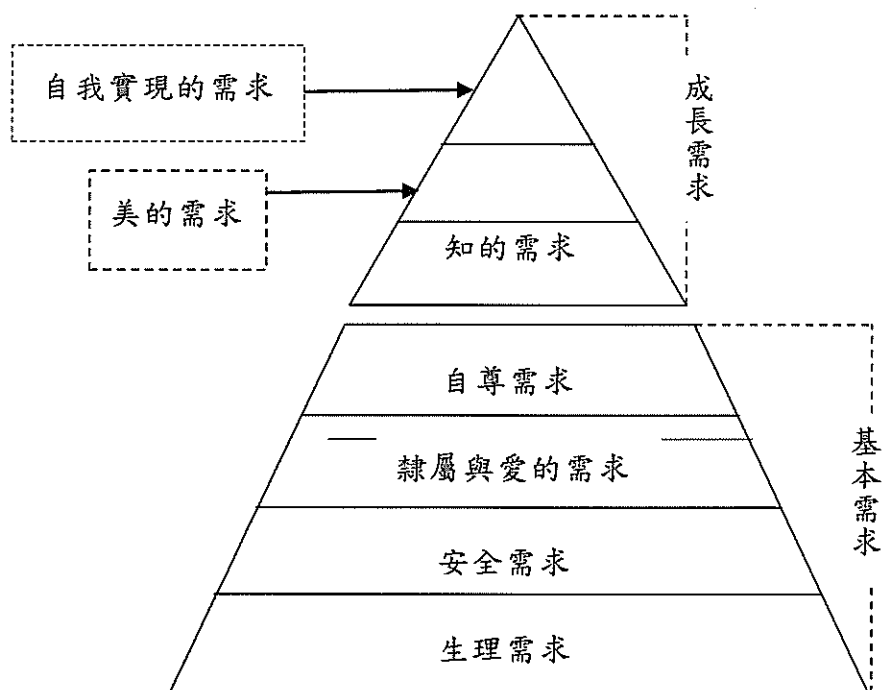 自我實現的需求
成長需求
美的需求
知的需求
自尊需求
隸屬與愛的需求
基本需求
安全需求
生理需求